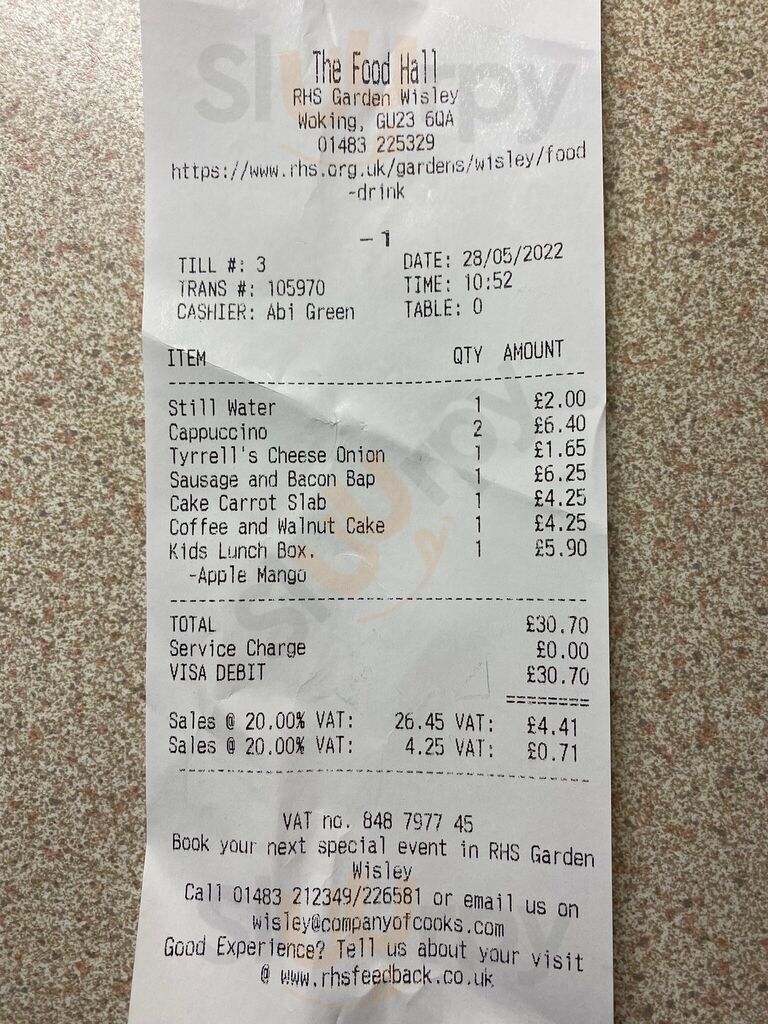 The Food Hall
RHS Garden Wisley
Woking, GU23 6QA
01483 225329
https://www.rhs.org.uk/gardens/wisley/food
-drink
-1
TILL #: 3 DATE: 28/05/2022
TRANS #: 105970 TIME: 10:52
CASHIER: Abi Green TABLE: 0
ITEM QTY AMOUNT
Still Water 1 £2.00
Cappuccino 2 £6.40
Tyrrell's Cheese Onion 1 £1.65
Sausage and Bacon Bap 1 £6.25
Cake Carrot Slab 1 £4.25
Coffee and Walnut Cake 1 £4.25
Kids Lunch Box. 1 £5.90
-Apple Mango
TOTAL £30.70
Service Charge £0.00
VISA DEBIT £30.70
Sales @ 20.00% VAT: 26.45 VAT: £4.41
Sales @ 20.00% VAT: 4.25 VAT: £0.71
VAT no. 848 7977 45
Book your next special event in RHS Garden
Wisley
Call 01483 212349/226581 or email us on
wisley@companyofcooks.com
Good Experience? Tell us about your visit
@ www.rhsfeedback.co.uk
Sluurpy
Sluurpy